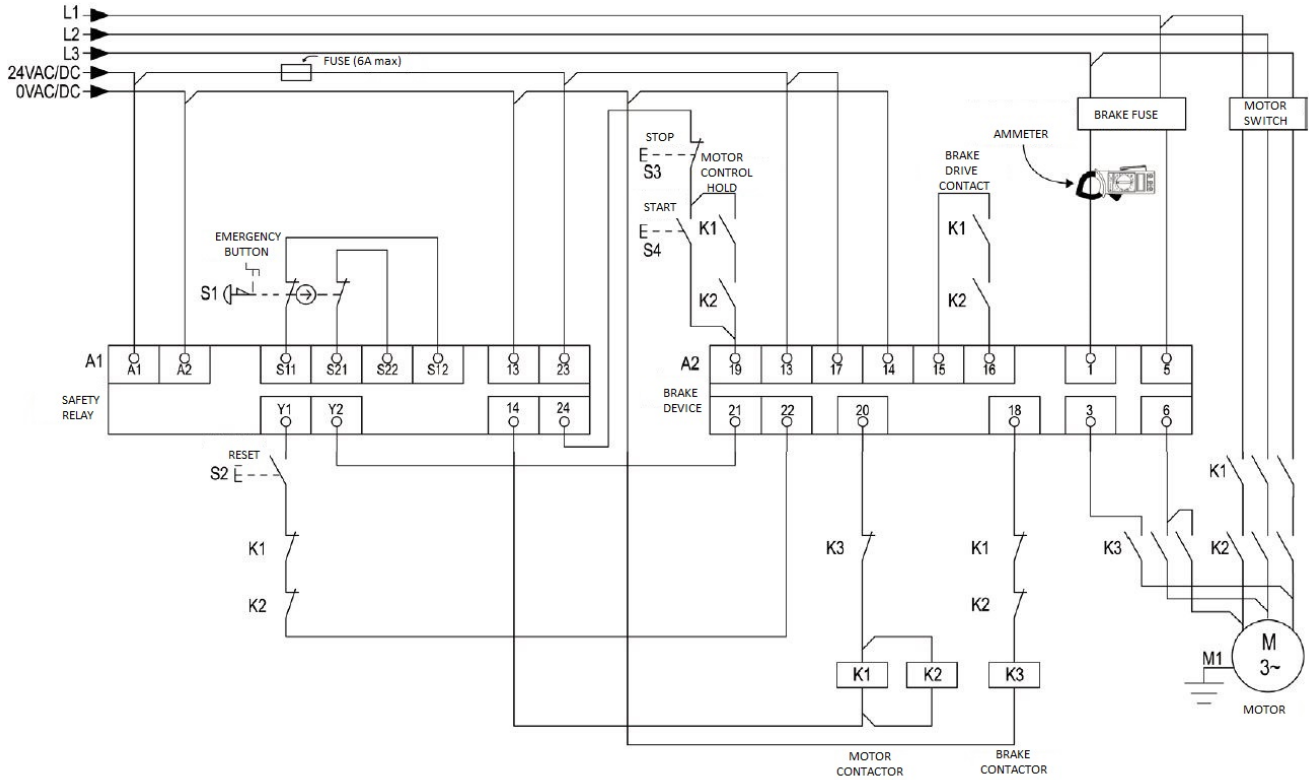 L1
L2
L3
24VAC/DC
0VAC/DC
FUSE (6A max)
BRAKE FUSE
MOTOR
SWITCH
AMMETER
STOP
S3
MOTOR
CONTROL
HOLD
BRAKE
DRIVE
CONTACT
START
S4
K1
K1
EMERGENCY
BUTTON
S1
K2
K2
A1
A1
A2
S11
S21
S22
S12
13
23
A2
19
13
17
14
15
16
1
5
SAFETY
RELAY
BRAKE
DEVICE
Y1
Y2
14
24
21
22
20
18
3
6
RESET
S2
K1
K1
K3
K1
K3
K2
K2
K2
K1
K2
K3
M1
M
3~
MOTOR
MOTOR
CONTACTOR
BRAKE
CONTACTOR